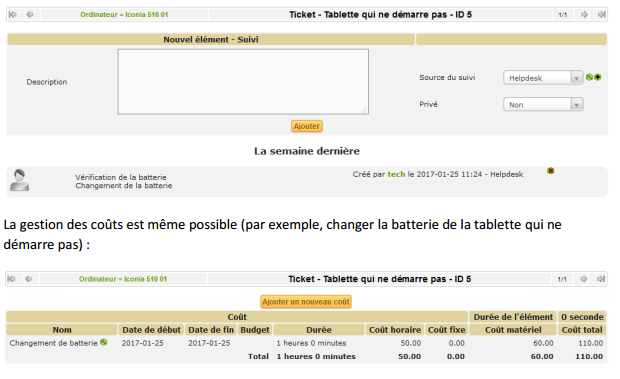 Ordinateur = Iconia 510 01 Ticket - Tablette qui ne démarre pas - ID 5 1/1
Nouvel élément - Suivi
Description
Source du suivi Helpdesk
Privé Non
Ajouter
La semaine dernière
Vérification de la batterie Créé par tech le 2017-01-25 11:24 - Helpdesk
Changement de la batterie
La gestion des coûts est même possible (par exemple, changer la batterie de la tablette qui ne
démarre pas) :
Ordinateur = Iconia 510 01 Ticket - Tablette qui ne démarre pas - ID 5 1/1
Ajouter un nouveau coût
Coût Durée de l'élément 0 seconde
Nom Date de début Date de fin Budget Durée Coût horaire Coût fixe Coût matériel Coût total
Changement de batterie 2017-01-25 2017-01-25 1 heures 0 minutes 50.00 0.00 60.00 110.00
Total 1 heures 0 minutes 50.00 0.00 60.00 110.00